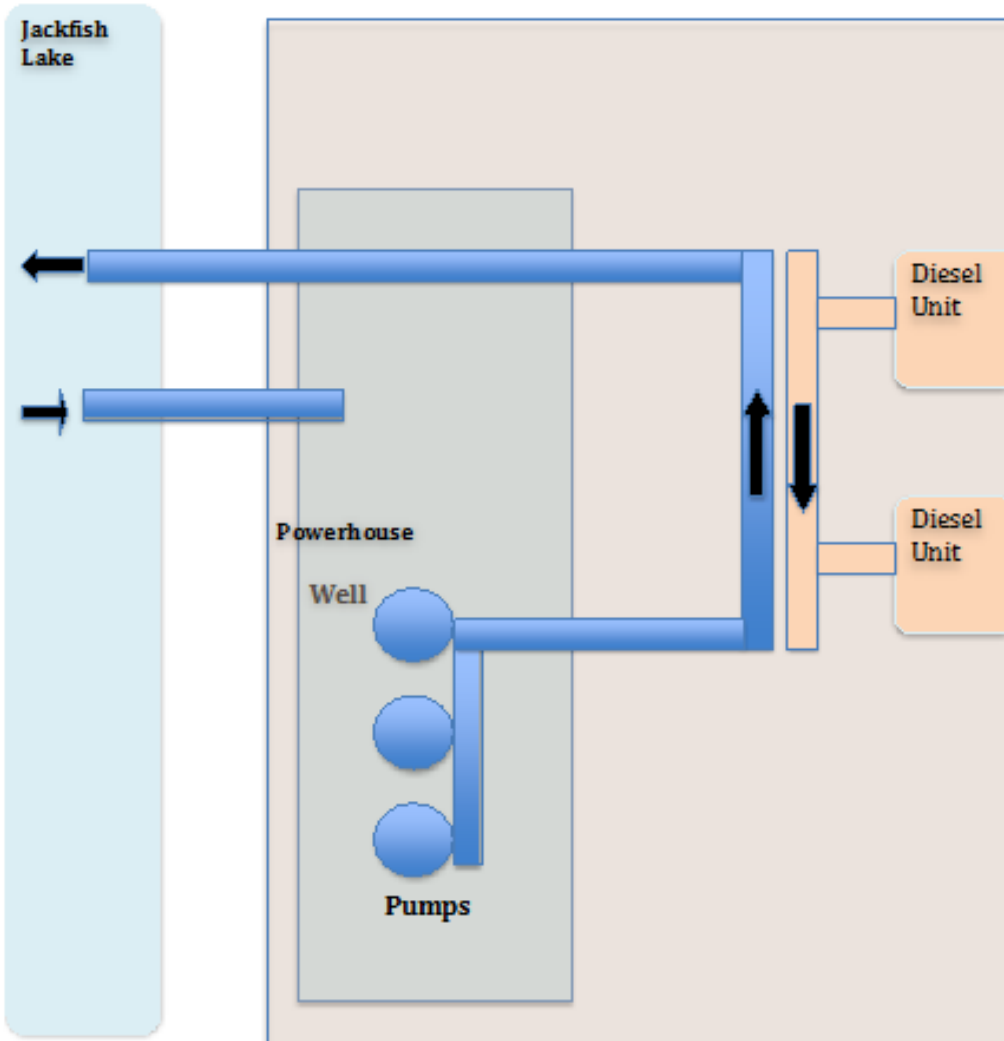 Jackfish
Lake
Diesel
Unit
Diesel
Unit
Powerhouse
Well
Pumps